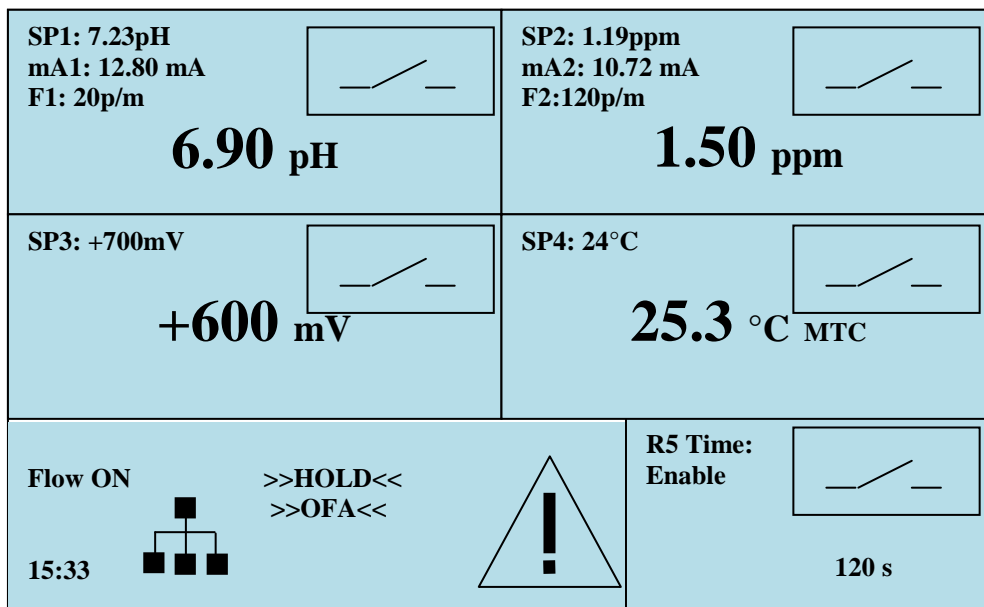 SP1: 7.23pH
mA1: 12.80 mA
F1: 20p/m
6.90 pH
SP2: 1.19ppm
mA2: 10.72 mA
F2:120p/m
1.50 ppm
SP3: +700mV
+600 mV
SP4: 24°C
25.3 °C MTC
Flow ON
>>HOLD<<
>>OFA<<
15:33
!
R5 Time:
Enable
120 s